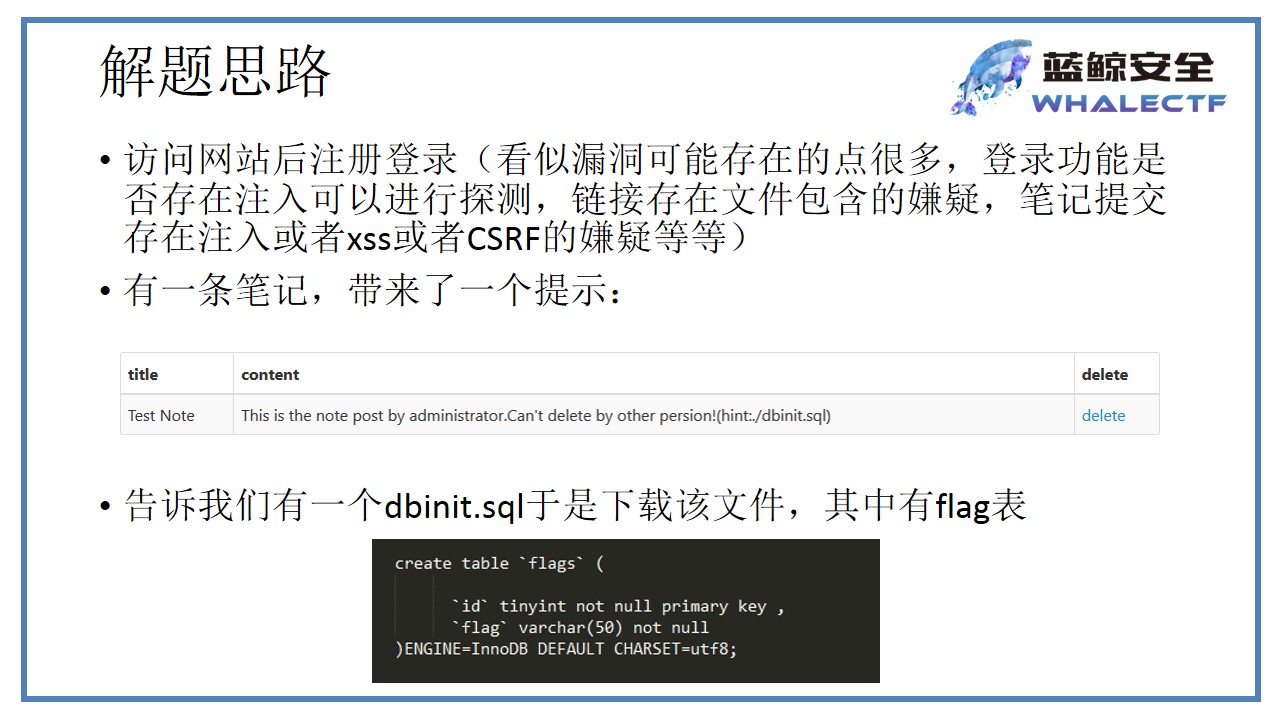 解题思路
蓝鲸安全
WHALECTF
• 访问网站后注册登录（看似漏洞可能存在的点很多，登录功能是
否存在注入可以进行探测，链接存在文件包含的嫌疑，笔记提交
存在注入或者xss或者CSRF的嫌疑等等）
• 有一条笔记，带来了一个提示：
title content delete
Test Note This is the note post by administrator.Can't delete by other persion!(hint:./dbinit.sql) delete
• 告诉我们有一个dbinit.sql于是下载该文件，其中有flag表
create table `flags` (
`id` tinyint not null primary key ,
`flag` varchar(50) not null
)ENGINE=InnoDB DEFAULT CHARSET=utf8;